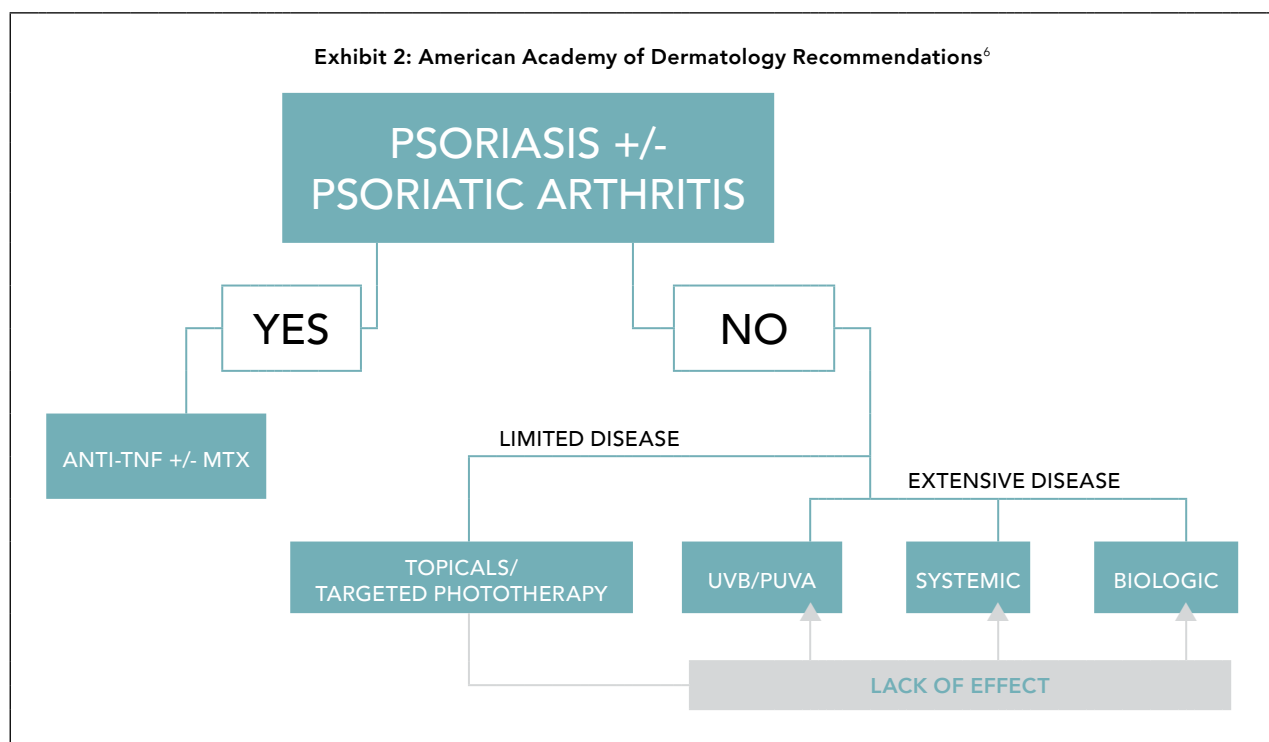 Exhibit 2: American Academy of Dermatology Recommendations⁶
PSORIASIS +/-
PSORIATIC ARTHRITIS
YES
NO
ANTI-TNF +/- MTX
LIMITED DISEASE
EXTENSIVE DISEASE
TOPICALS/
TARGETED PHOTOTHERAPY
UVB/PUVA
SYSTEMIC
BIOLOGIC
LACK OF EFFECT